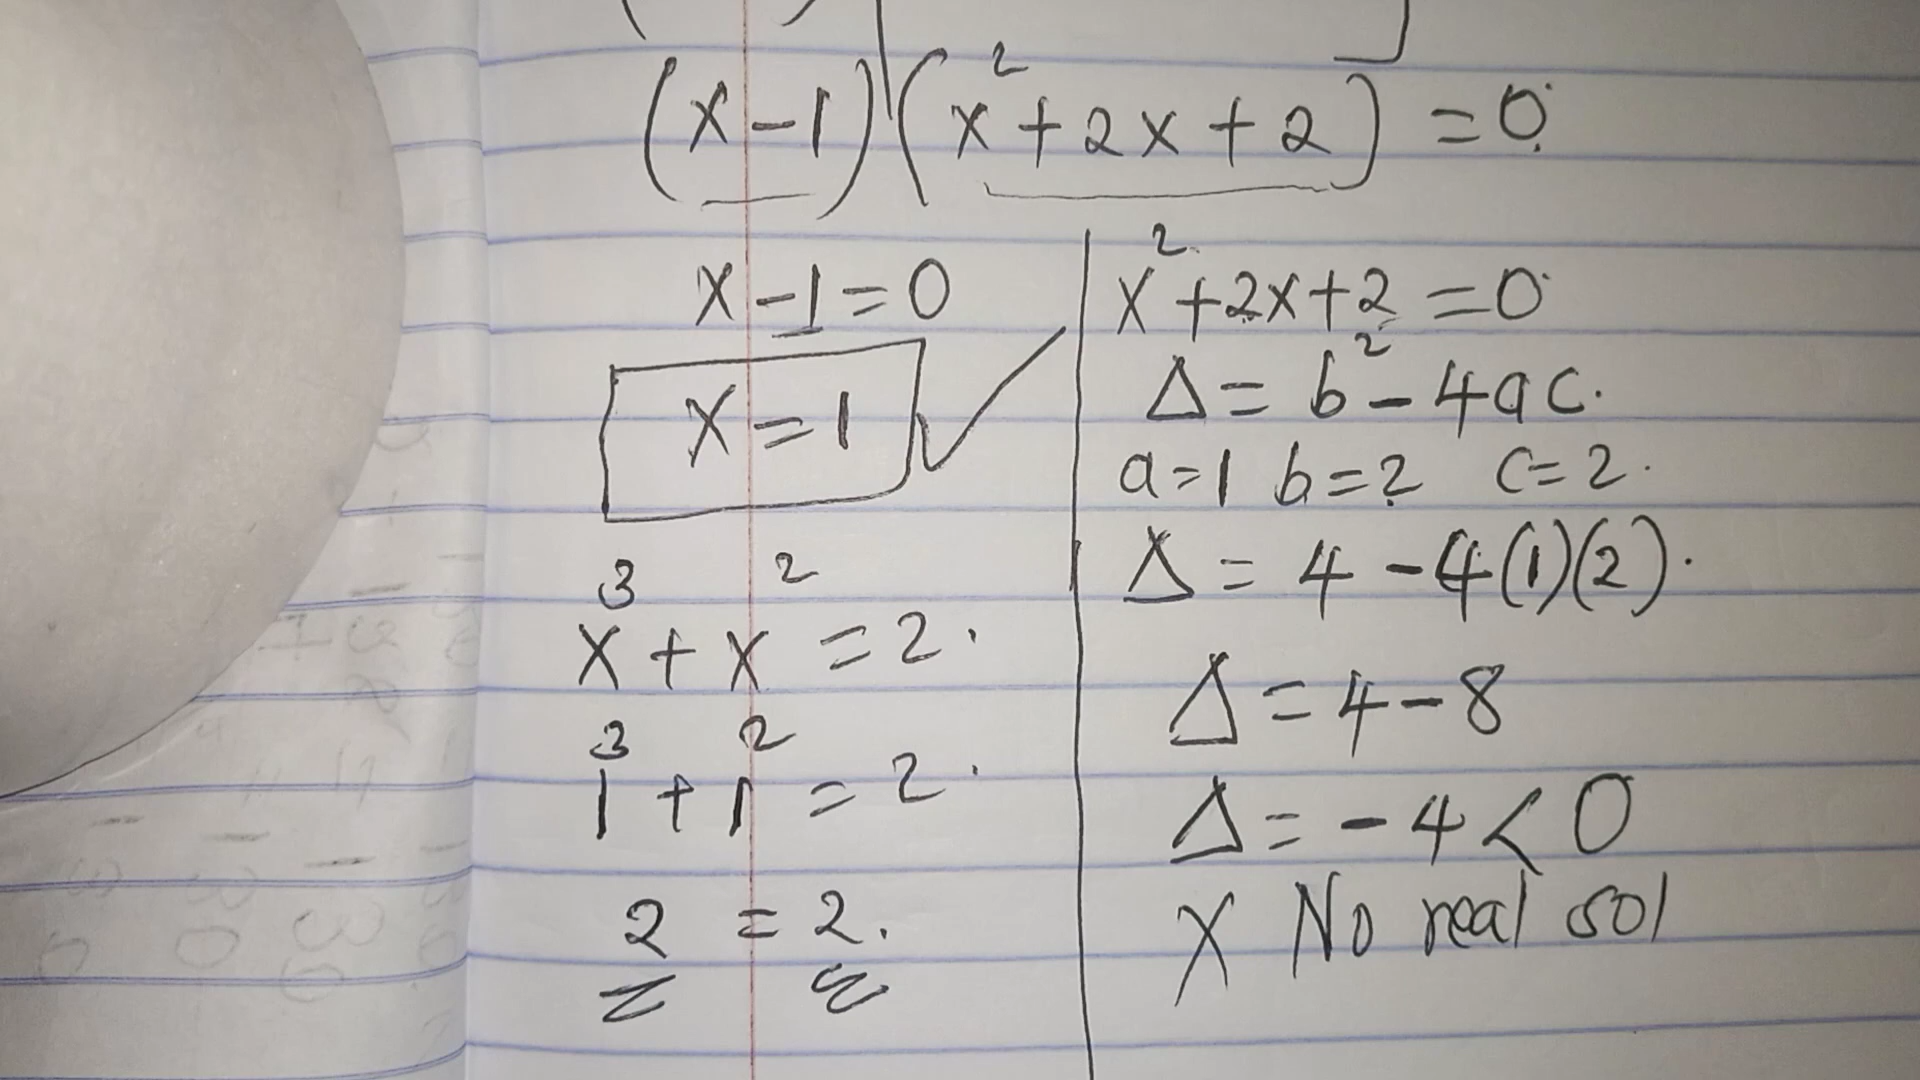 (x-1)(x²+2x+2)=0
x-1=0
x=1
x³+x²=2.
1³+1²=2.
2=2.
x²+2x+2=0
Δ=b²-4ac.
a=1 b=2 c=2.
Δ=4-4(1)(2).
Δ=4-8
Δ=-4<0
X No real sol